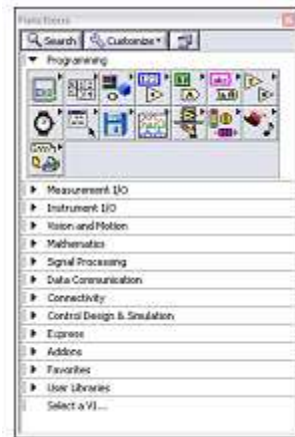 Functions
Search Customize
Programming
Measurement I/O
Instrument I/O
Vision and Motion
Mathematics
Signal Processing
Data Communication
Connectivity
Control Design & Simulation
Express
Addons
Favorites
User Libraries
Select a VI...